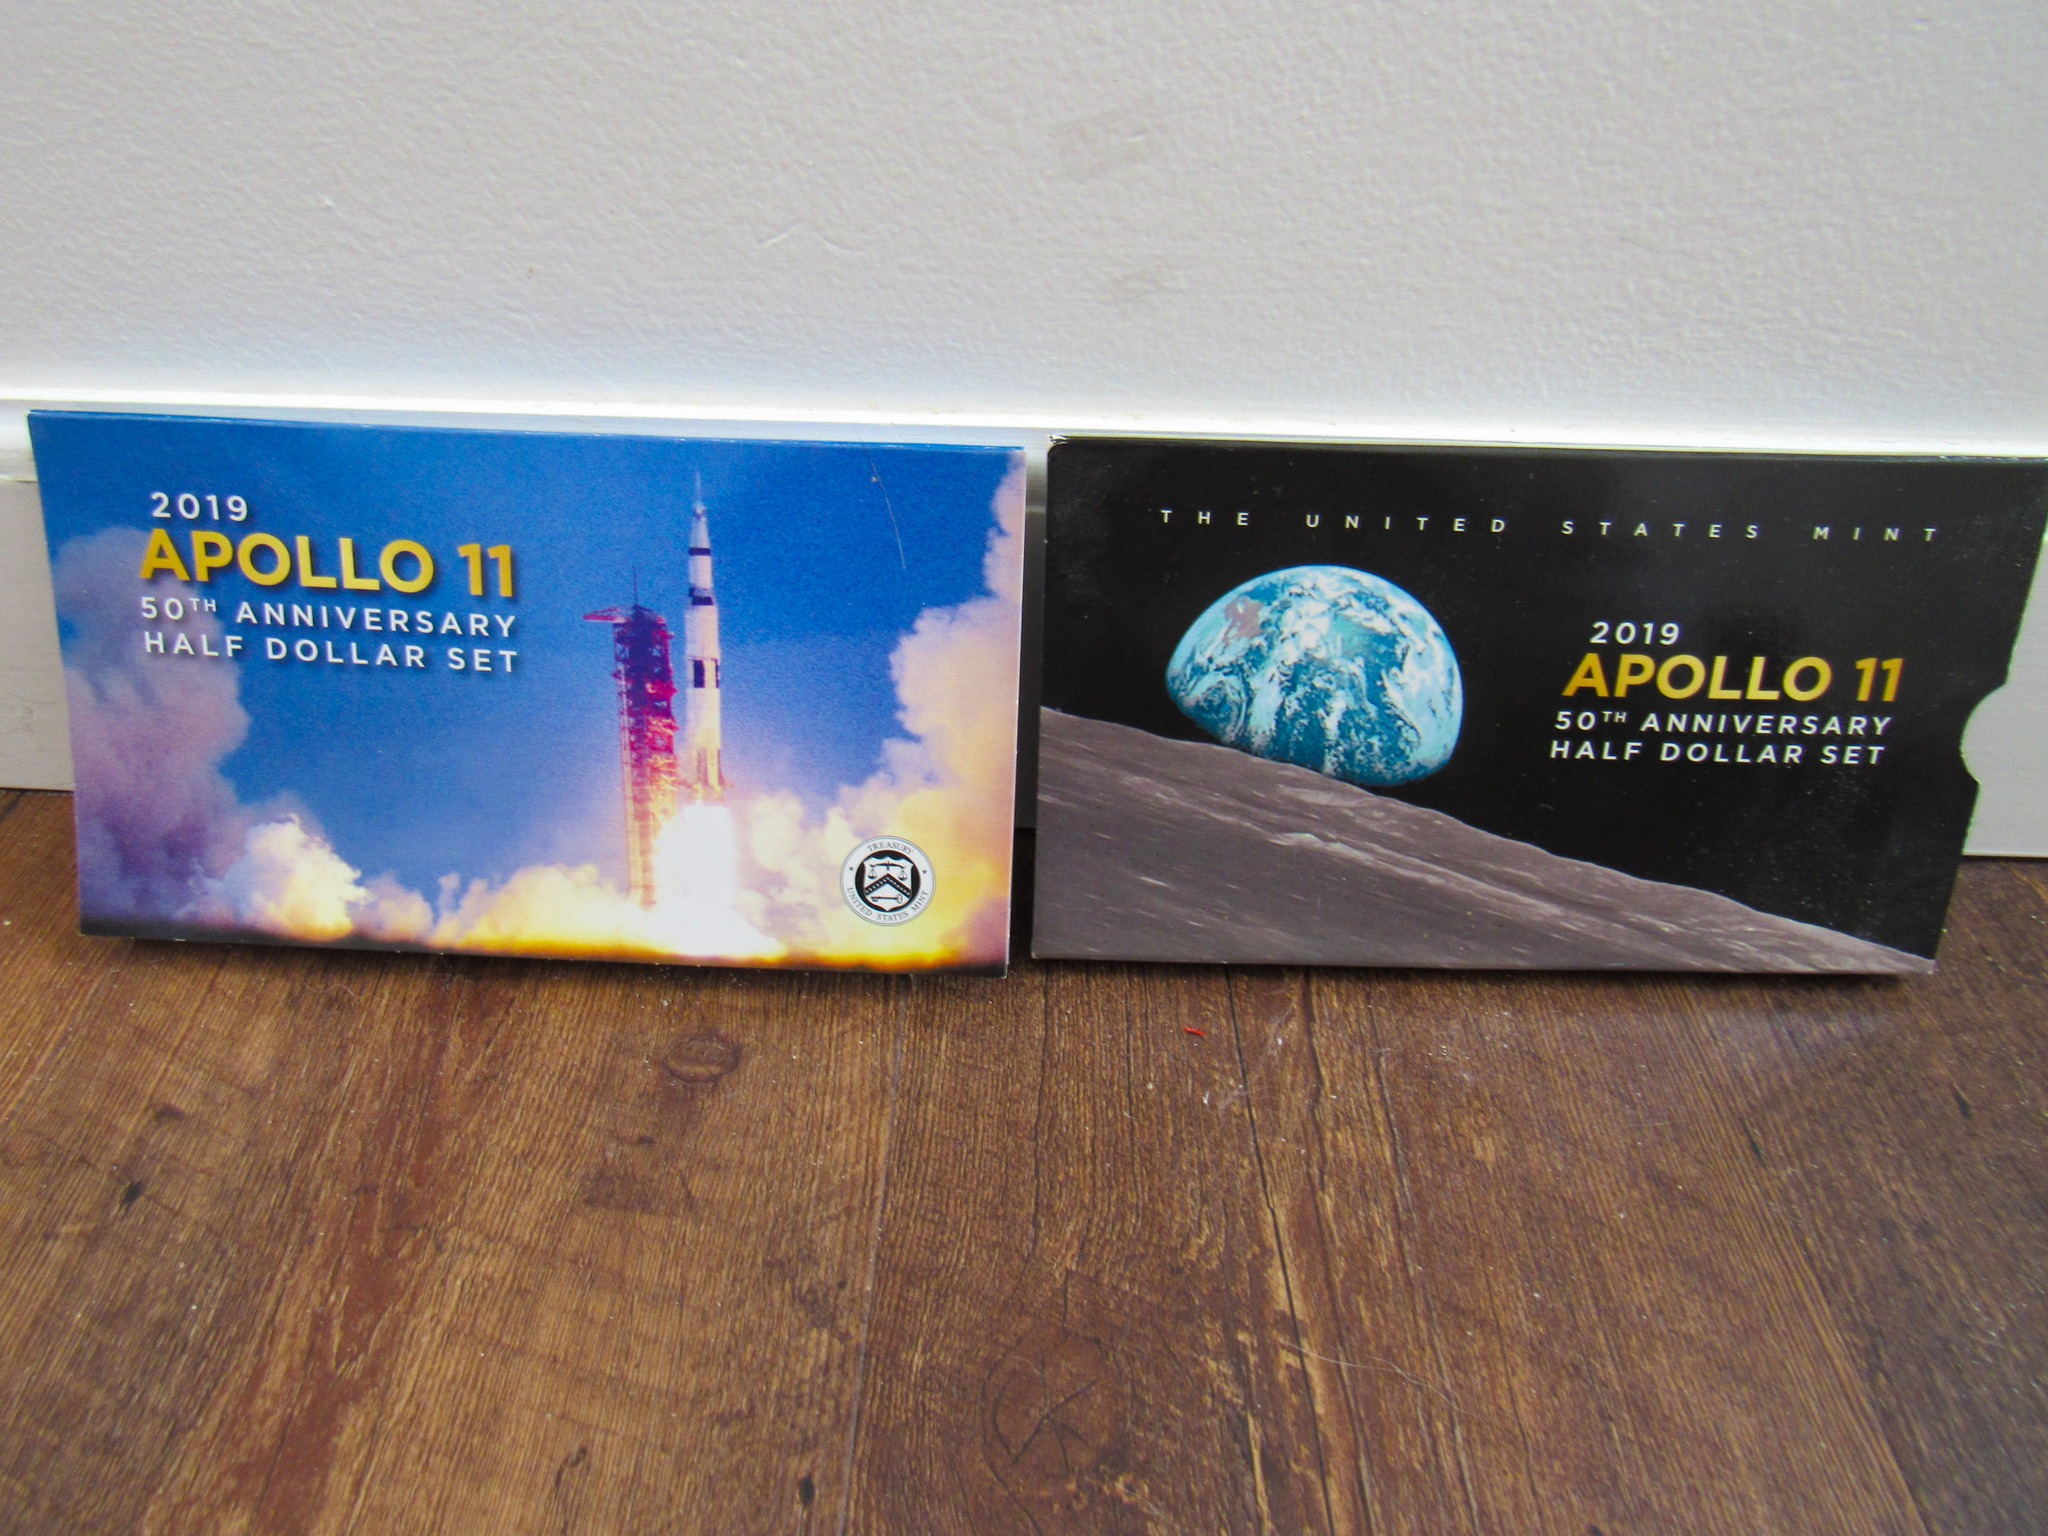 2019
APOLLO 11
50TH ANNIVERSARY
HALF DOLLAR SET
TREASURY
UNITED STATES MINT
THE UNITED STATES MINT
2019
APOLLO 11
50TH ANNIVERSARY
HALF DOLLAR SET